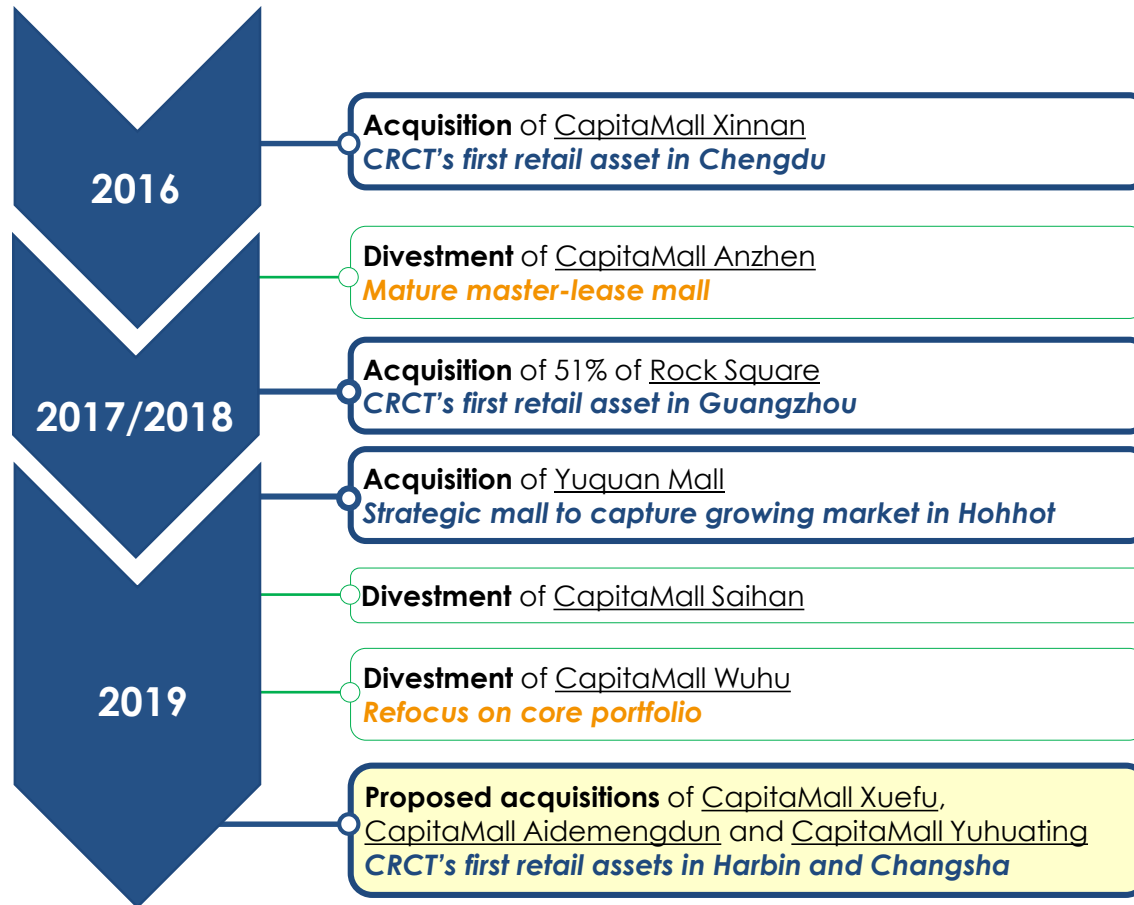 2016
Acquisition of CapitaMall Xinnan
CRCT’s first retail asset in Chengdu
Divestment of CapitaMall Anzhen
Mature master-lease mall
2017/2018
Acquisition of 51% of Rock Square
CRCT’s first retail asset in Guangzhou
Acquisition of Yuquan Mall
Strategic mall to capture growing market in Hohhot
2019
Divestment of CapitaMall Saihan
Divestment of CapitaMall Wuhu
Refocus on core portfolio
Proposed acquisitions of CapitaMall Xuefu,
CapitaMall Aidemengdun and CapitaMall Yuhuating
CRCT’s first retail assets in Harbin and Changsha